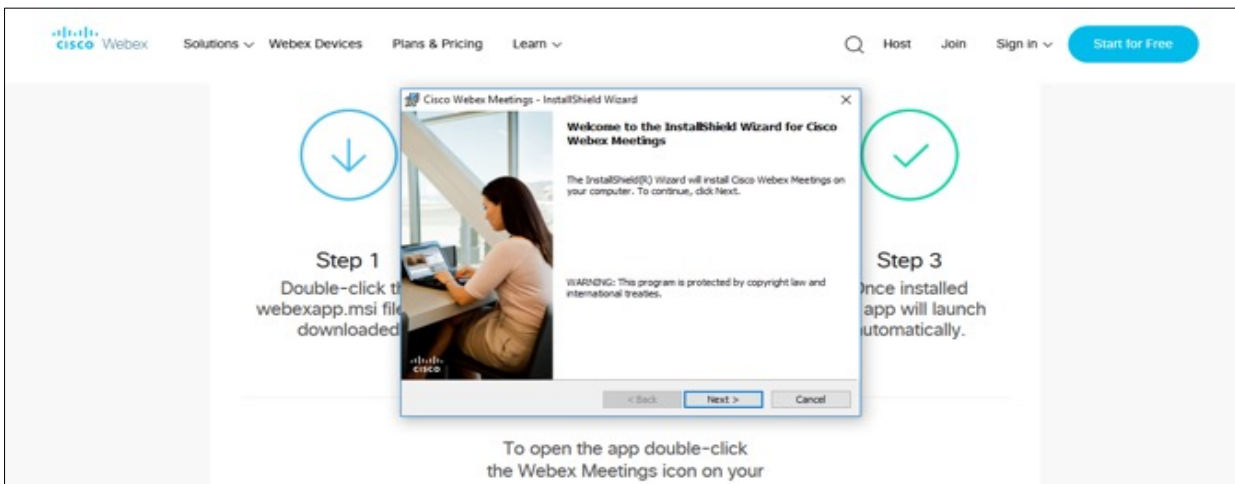 CISCO Webex
Solutions
Webex Devices
Plans & Pricing
Learn
Host
Join
Sign in
Start for Free
Cisco Webex Meetings - InstallShield Wizard
Welcome to the InstallShield Wizard for Cisco
Webex Meetings
The InstallShield(R) Wizard will install Cisco Webex Meetings on
your computer. To continue, click Next.
WARNING: This program is protected by copyright law and
international treaties.
CISCO
< Back
Next >
Cancel
Step 1
Double-click
webexapp.msi
downloaded
Step 3
installed
app will launch
automatically.
To open the app double-click
the Webex Meetings icon on your